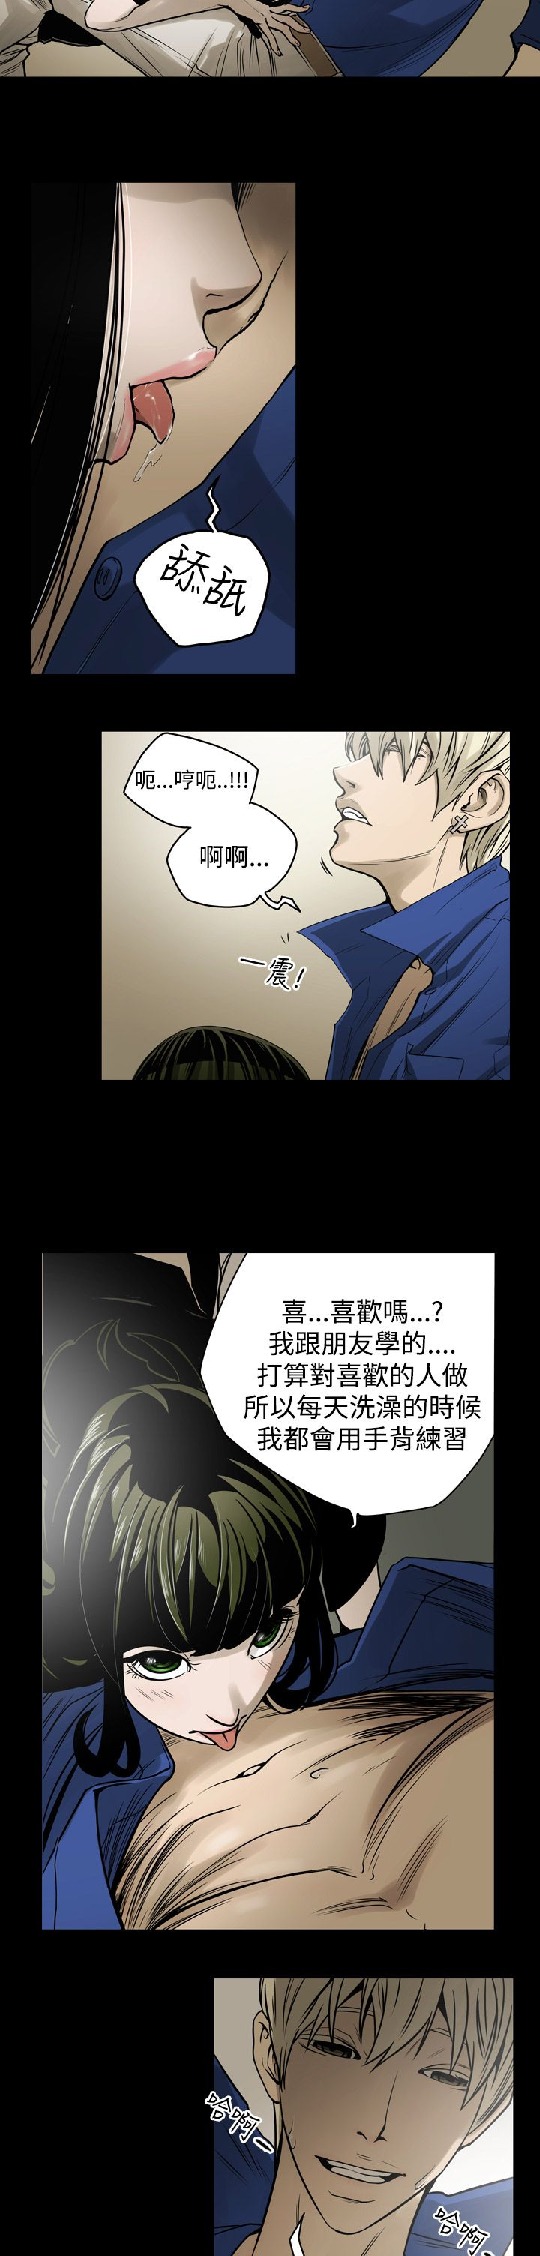 舔舐
呃...哼呃..!!!
啊啊...
一震!
喜...喜歡嗎...?
我跟朋友學的....
打算對喜歡的人做
所以每天洗澡的時候
我都會用手背練習
哈啊一
哈啊一